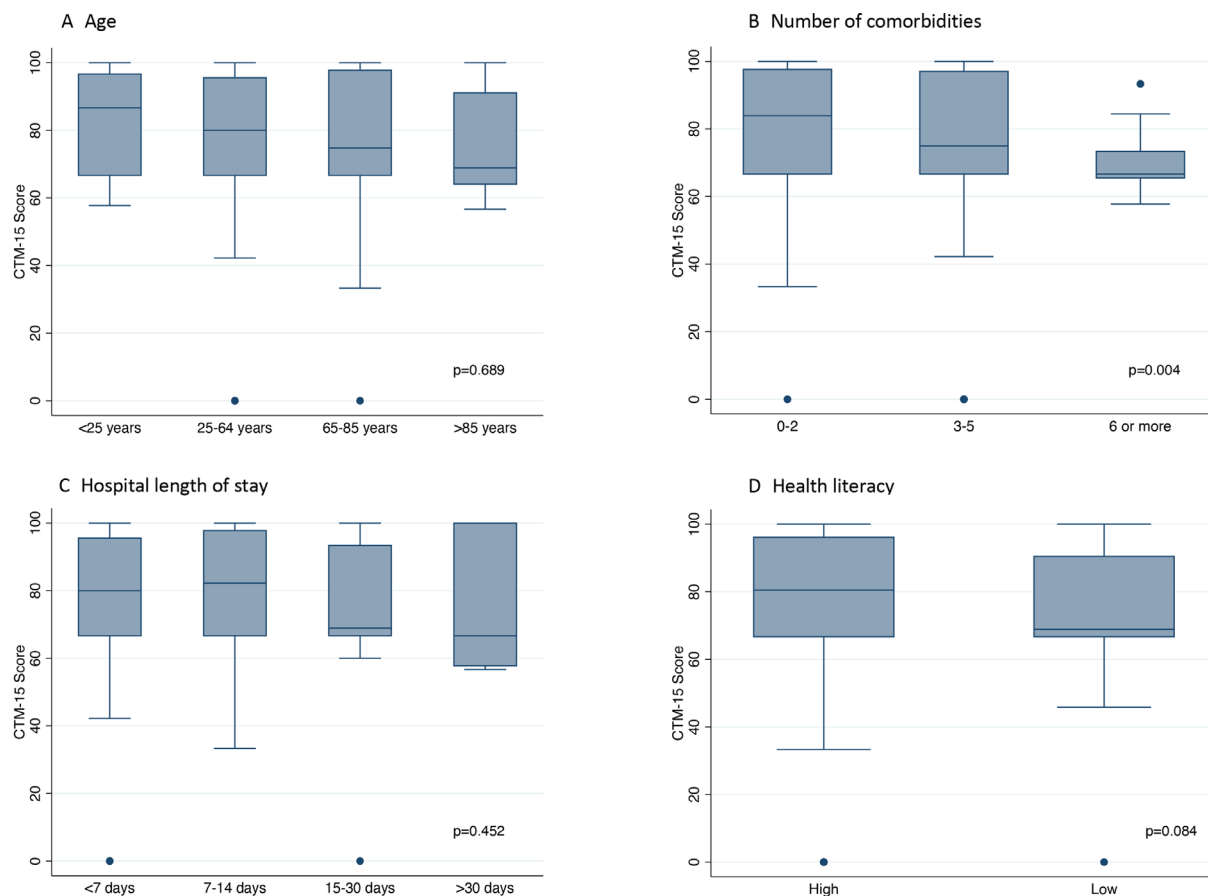 A Age
CTM-15 Score
100
80
60
40
20
0
p=0.689
<25 years 25-64 years 65-85 years >85 years
B Number of comorbidities
CTM-15 Score
100
80
60
40
20
0
p=0.004
0-2 3-5 6 or more
C Hospital length of stay
CTM-15 Score
100
80
60
40
20
0
p=0.452
<7 days 7-14 days 15-30 days >30 days
D Health literacy
CTM-15 Score
100
80
60
40
20
0
p=0.084
High Low